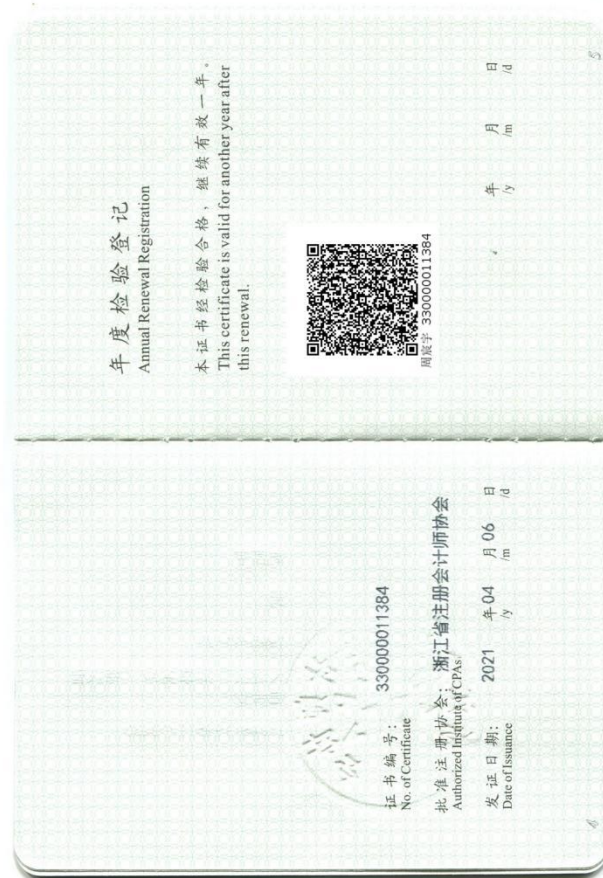 证书编号: 330000011384
No. of Certificate
批准注册协会: 浙江省注册会计师协会
Authorized Institute of CPAs
发证日期: 2021 年 04 月 06 日
Date of Issuance /y /m /d
4
年度检验登记
Annual Renewal Registration
本证书经检验合格，继续有效一年。
This certificate is valid for another year after
this renewal.
周宸宇 330000011384
年 月 日
/y /m /d
5